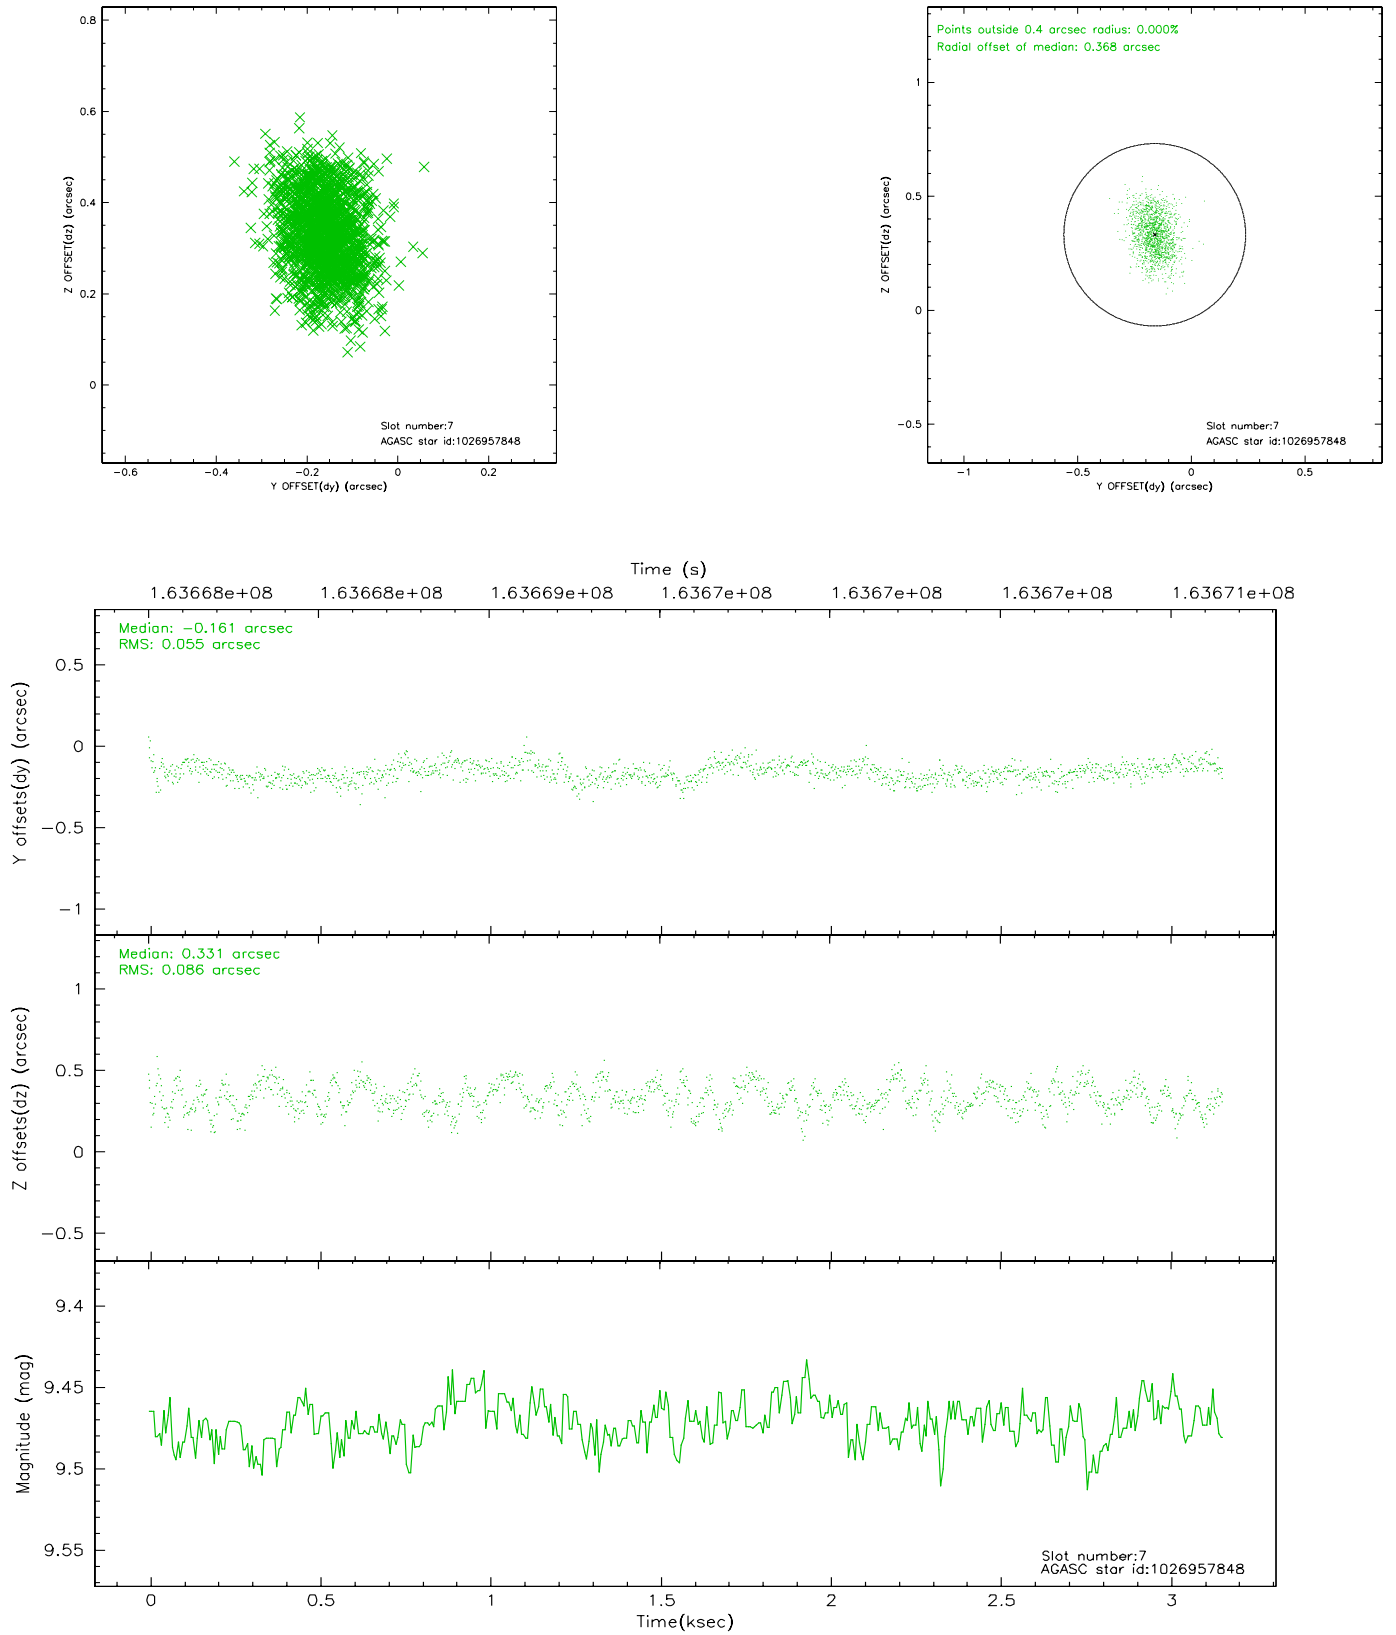 0.8
0.6
0.4
0.2
0
Z OFFSET(dz) (arcsec)
Slot number:7
AGASC star id:1026957848
−0.6 −0.4 −0.2 0 0.2
Y OFFSET(dy) (arcsec)
Points outside 0.4 arcsec radius: 0.000%
Radial offset of median: 0.368 arcsec
1
0.5
0
−0.5
Z OFFSET(dz) (arcsec)
Slot number:7
AGASC star id:1026957848
−1 −0.5 0 0.5
Y OFFSET(dy) (arcsec)
Time (s)
1.63668e+08 1.63668e+08 1.63669e+08 1.6367e+08 1.6367e+08 1.6367e+08 1.63671e+08
Median: −0.161 arcsec
RMS: 0.055 arcsec
0.5
0
−0.5
−1
Y offsets(dy) (arcsec)
Median: 0.331 arcsec
RMS: 0.086 arcsec
1
0.5
0
−0.5
Z offsets(dz) (arcsec)
9.4
9.45
9.5
9.55
Magnitude (mag)
Slot number:7
AGASC star id:1026957848
0 0.5 1 1.5 2 2.5 3
Time(ksec)